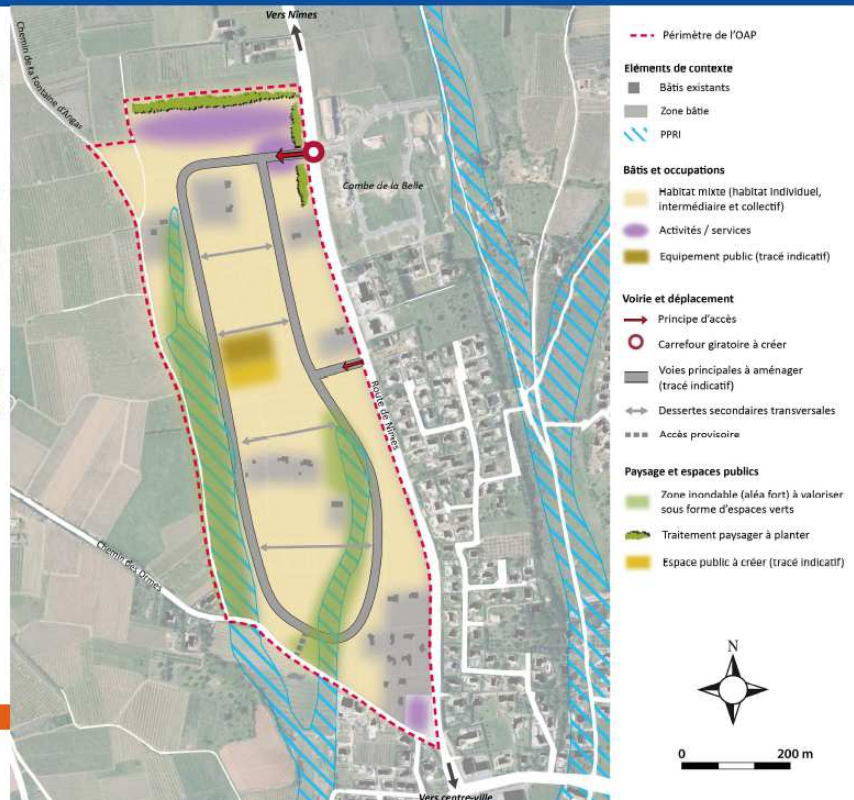 Vers Nîmes
Chemin de la Fontaine d'Angas
Combe de la Belle
Route de Nîmes
Chemin des Ormes
Vers centre-ville
Périmètre de l'OAP
Eléments de contexte
Bâtis existants
Zone bâtie
PPRI
Bâtis et occupations
Habitat mixte (habitat individuel,
intermédiaire et collectif)
Activités / services
Equipement public (tracé indicatif)
Voirie et déplacement
Principe d'accès
Carrefour giratoire à créer
Voies principales à aménager
(tracé indicatif)
Dessertes secondaires transversales
Accès provisoire
Paysage et espaces publics
Zone inondable (aléa fort) à valoriser
sous forme d'espaces verts
Traitement paysager à planter
Espace public à créer (tracé indicatif)
N
0 200 m